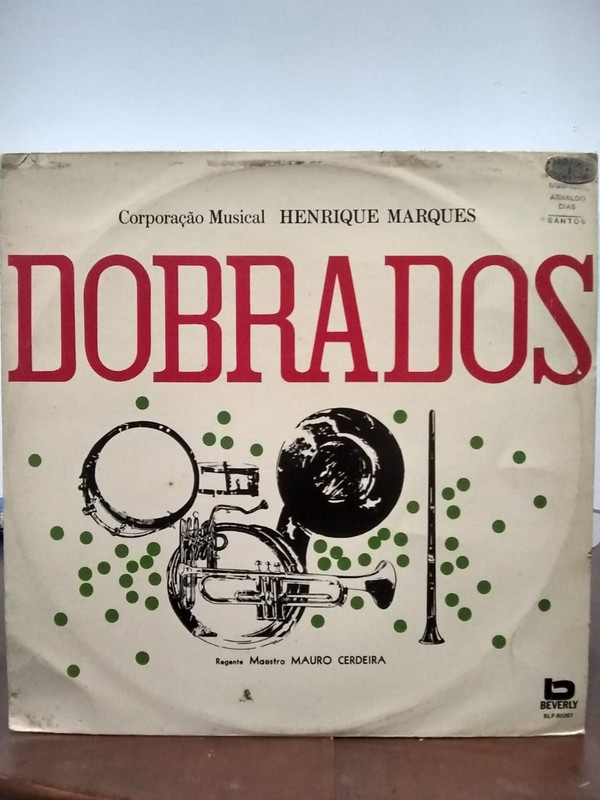 Corporação Musical HENRIQUE MARQUES
ARNALDO
DIAS
SANTOS
DOBRADOS
Regente Maestro MAURO CERDEIRA
b
BEVERLY